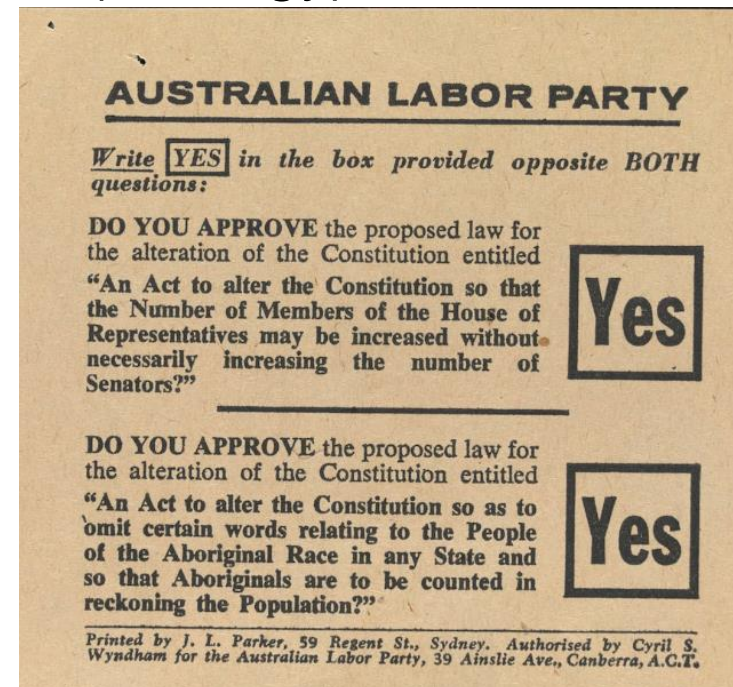 AUSTRALIAN LABOR PARTY
Write YES in the box provided opposite BOTH
questions:
DO YOU APPROVE the proposed law for
the alteration of the Constitution entitled
“An Act to alter the Constitution so that
the Number of Members of the House of
Representatives may be increased without
necessarily increasing the number of
Senators?”
Yes
DO YOU APPROVE the proposed law for
the alteration of the Constitution entitled
“An Act to alter the Constitution so as to
omit certain words relating to the People
of the Aboriginal Race in any State and
so that Aboriginals are to be counted in
reckoning the Population?”
Yes
Printed by J. L. Parker, 59 Regent St., Sydney. Authorised by Cyril S.
Wyndham for the Australian Labor Party, 39 Ainslie Ave., Canberra, A.C.T.